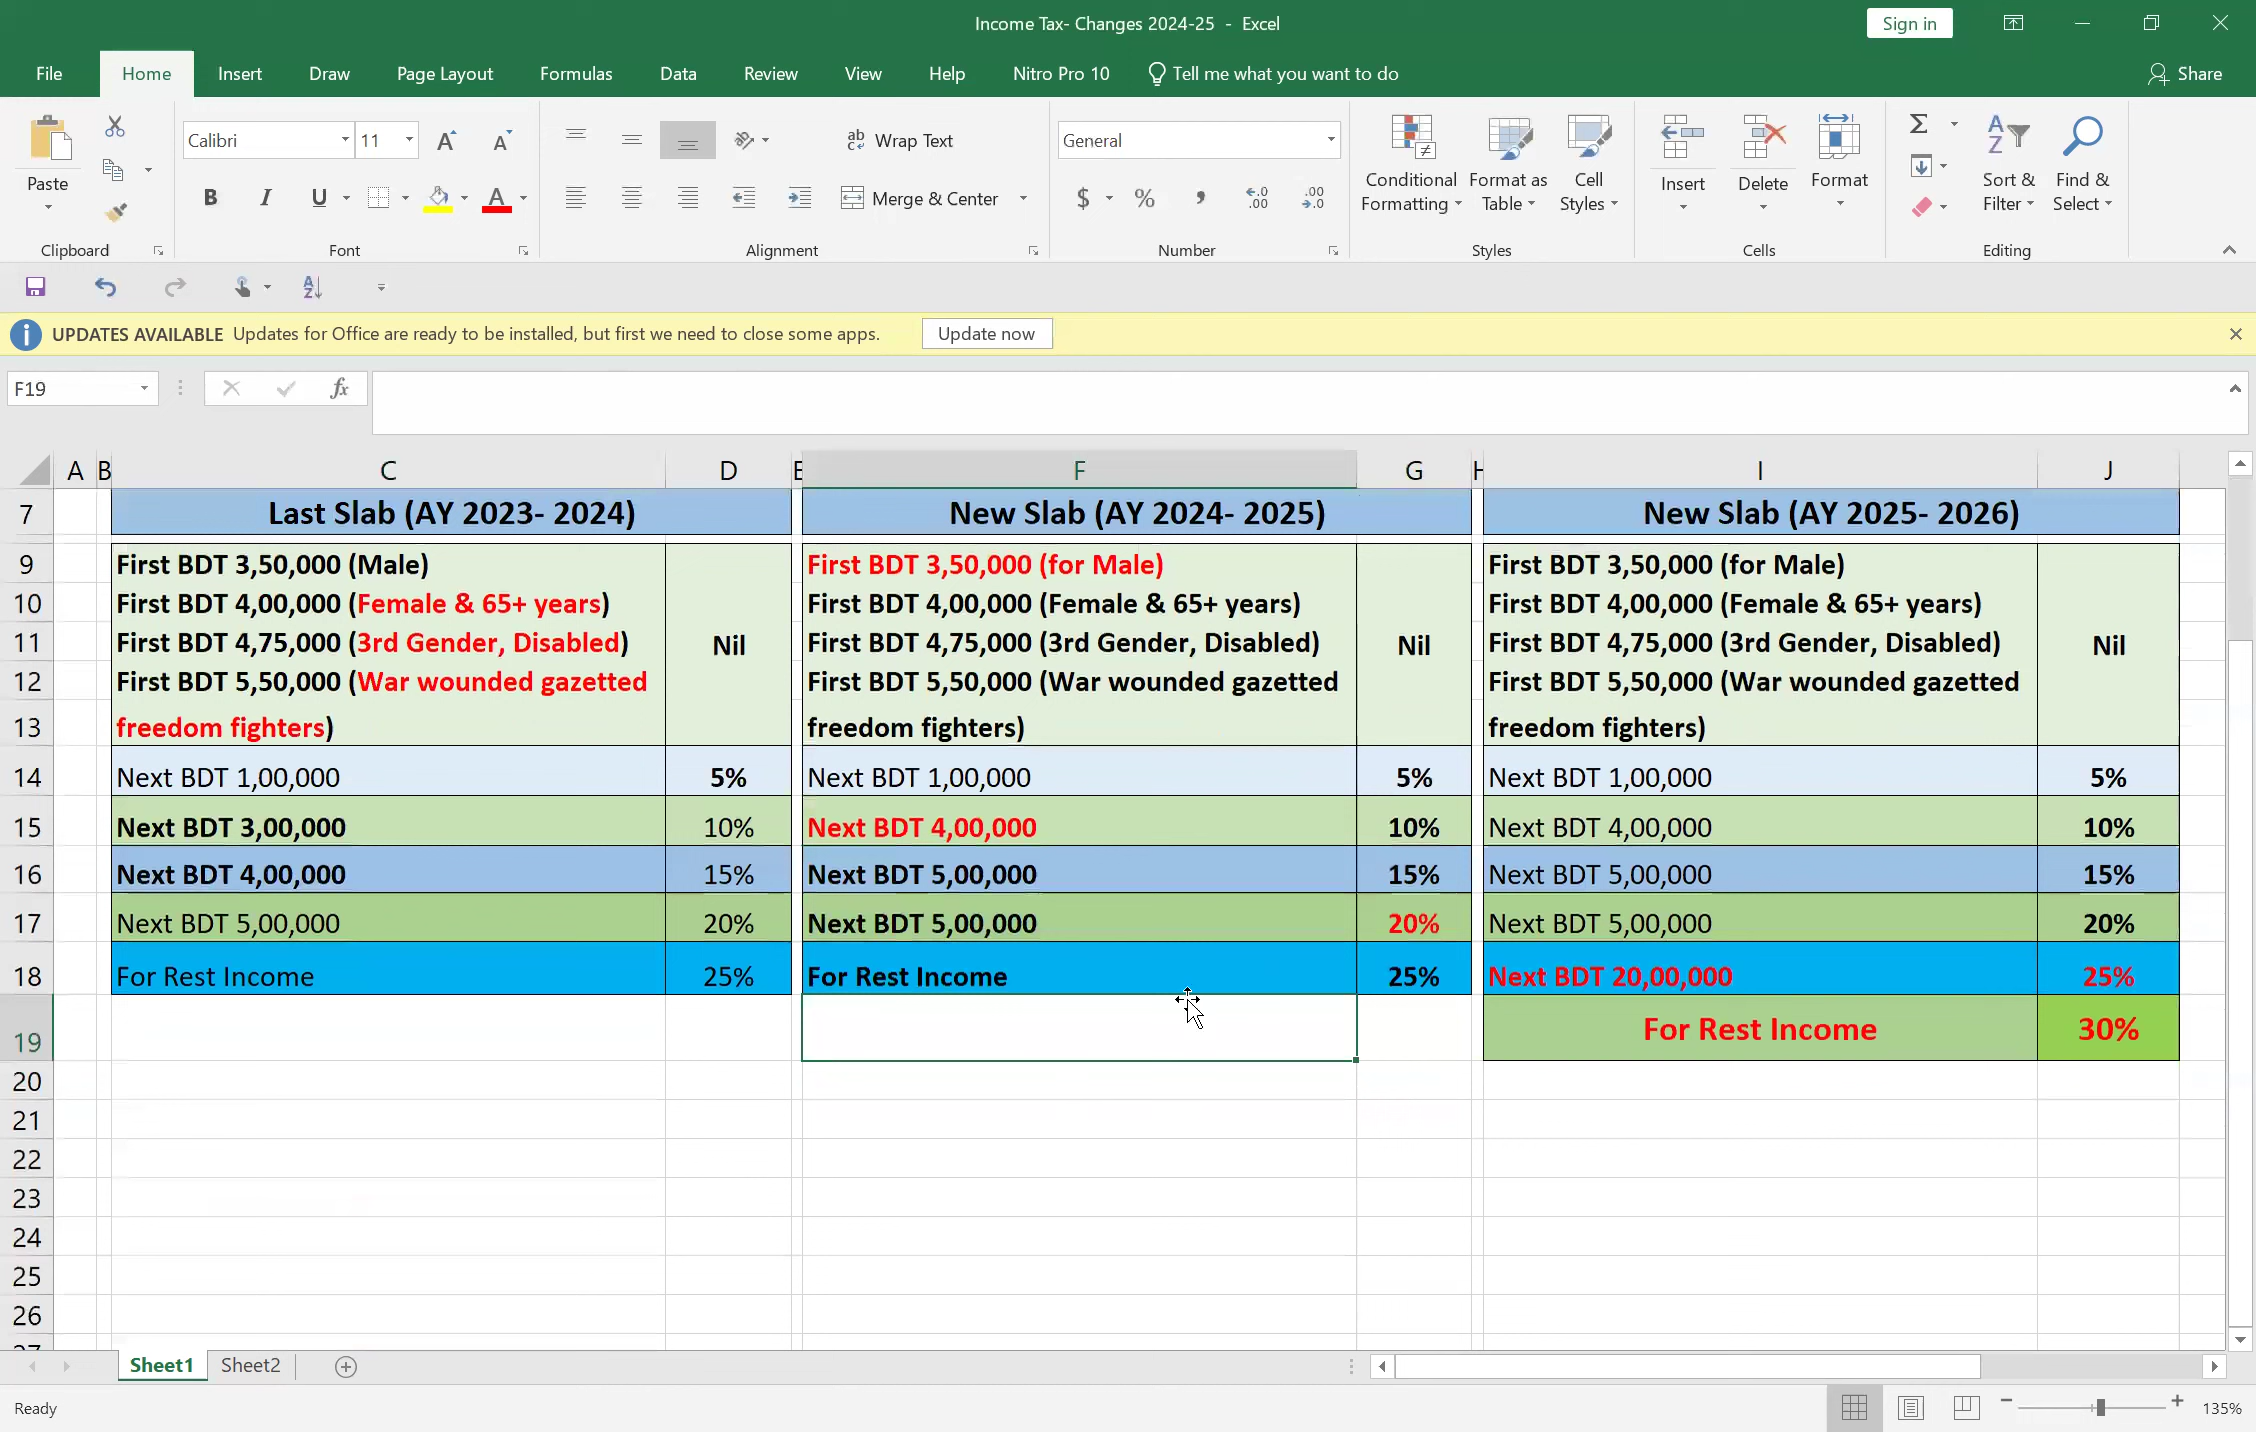 Income Tax- Changes 2024-25 - Excel
Sign in
File Home Insert Draw Page Layout Formulas Data Review View Help Nitro Pro 10 Tell me what you want to do
Share
Calibri 11
Wrap Text
General
Paste
Merge & Center
Conditional Formatting
Format as Table
Cell Styles
Insert
Delete
Format
Sort & Filter
Find & Select
Clipboard Font Alignment Number Styles Cells Editing
UPDATES AVAILABLE Updates for Office are ready to be installed, but first we need to close some apps. Update now
F19 fx
A B C D E F G H I J
7 Last Slab (AY 2023- 2024) New Slab (AY 2024- 2025) New Slab (AY 2025- 2026)
9 First BDT 3,50,000 (Male) First BDT 3,50,000 (for Male) First BDT 3,50,000 (for Male)
10 First BDT 4,00,000 (Female & 65+ years) First BDT 4,00,000 (Female & 65+ years) First BDT 4,00,000 (Female & 65+ years)
11 First BDT 4,75,000 (3rd Gender, Disabled) Nil First BDT 4,75,000 (3rd Gender, Disabled) Nil First BDT 4,75,000 (3rd Gender, Disabled) Nil
12 First BDT 5,50,000 (War wounded gazetted First BDT 5,50,000 (War wounded gazetted First BDT 5,50,000 (War wounded gazetted
13 freedom fighters) freedom fighters) freedom fighters)
14 Next BDT 1,00,000 5% Next BDT 1,00,000 5% Next BDT 1,00,000 5%
15 Next BDT 3,00,000 10% Next BDT 4,00,000 10% Next BDT 4,00,000 10%
16 Next BDT 4,00,000 15% Next BDT 5,00,000 15% Next BDT 5,00,000 15%
17 Next BDT 5,00,000 20% Next BDT 5,00,000 20% Next BDT 5,00,000 20%
18 For Rest Income 25% For Rest Income 25% Next BDT 20,00,000 25%
19 For Rest Income 30%
20
21
22
23
24
25
26
27
Sheet1 Sheet2
Ready 135%